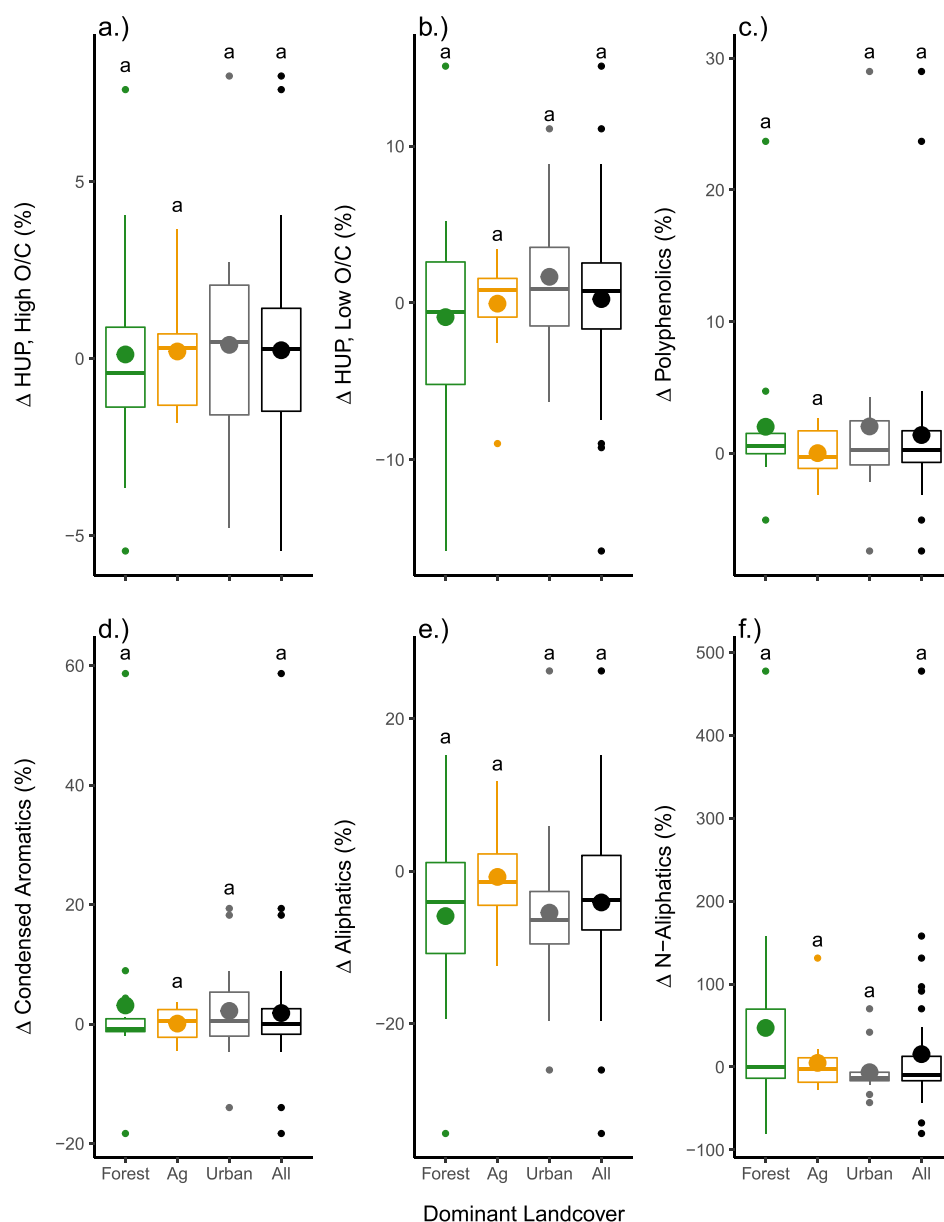 a.)
a
a
a
a
Δ HUP, High O/C (%)
5
0
−5
b.)
a
a
a
a
Δ HUP, Low O/C (%)
10
0
−10
c.)
a
a
a
a
Δ Polyphenolics (%)
30
20
10
0
d.)
a
a
a
a
Δ Condensed Aromatics (%)
60
40
20
0
−20
Forest Ag Urban All
e.)
a
a
a
a
Δ Aliphatics (%)
20
0
−20
Forest Ag Urban All
f.)
a
a
a
a
Δ N−Aliphatics (%)
500
400
300
200
100
0
−100
Forest Ag Urban All
Dominant Landcover